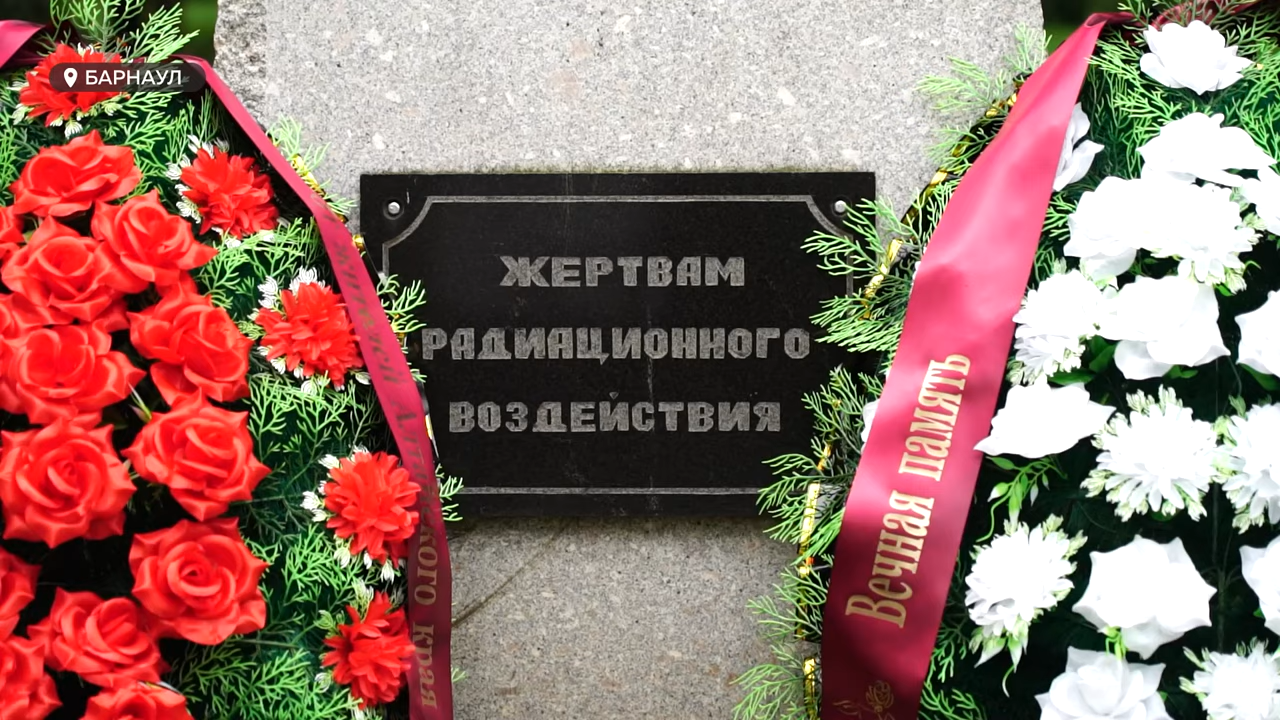 БАРНАУЛ
ЖЕРТВАМ
РАДИАЦИОННОГО
ВОЗДЕЙСТВИЯ
края
Вечная память